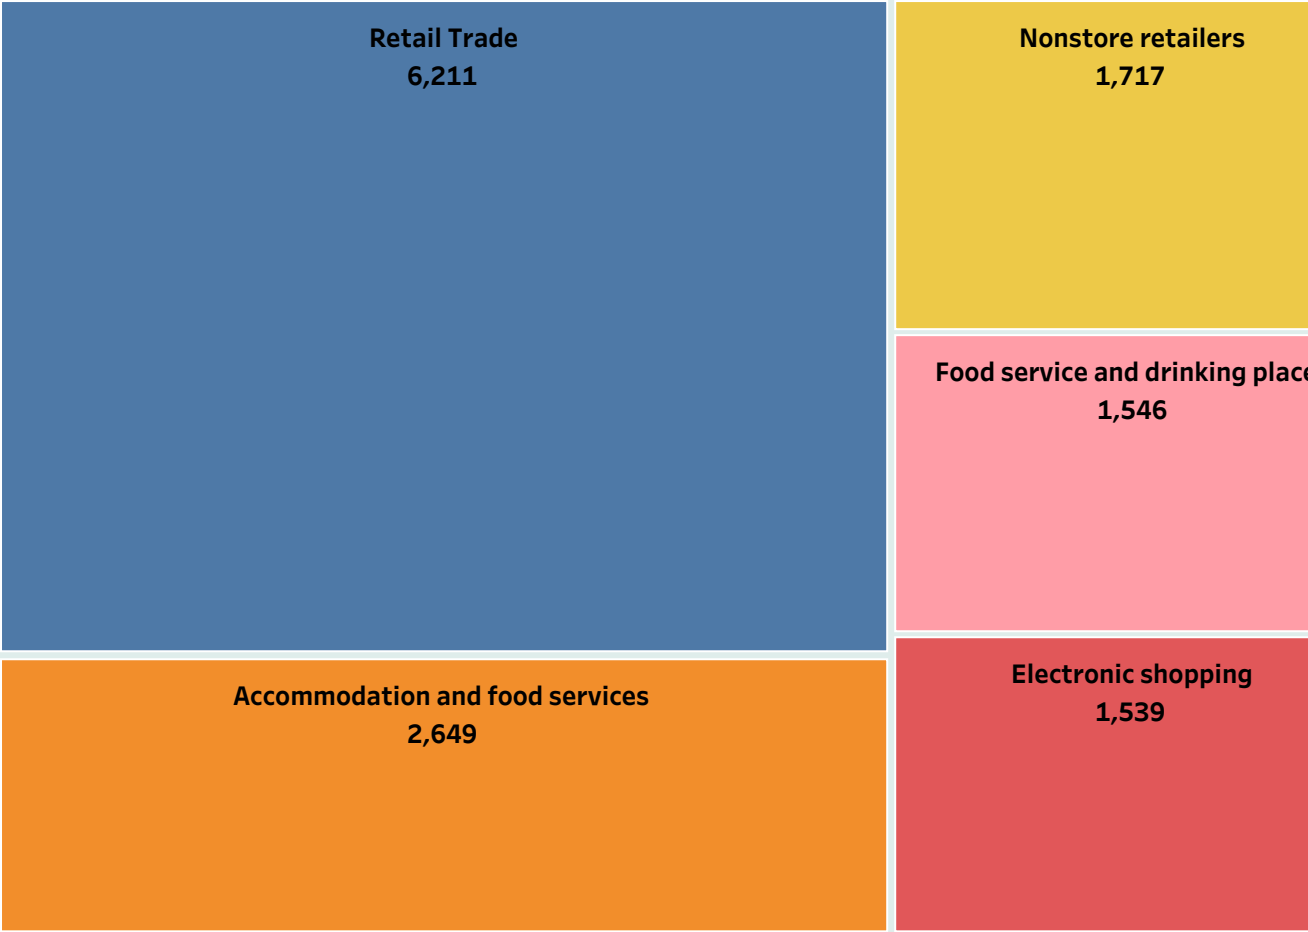 Retail Trade
6,211
Nonstore retailers
1,717
Food service and drinking place
1,546
Accommodation and food services
2,649
Electronic shopping
1,539